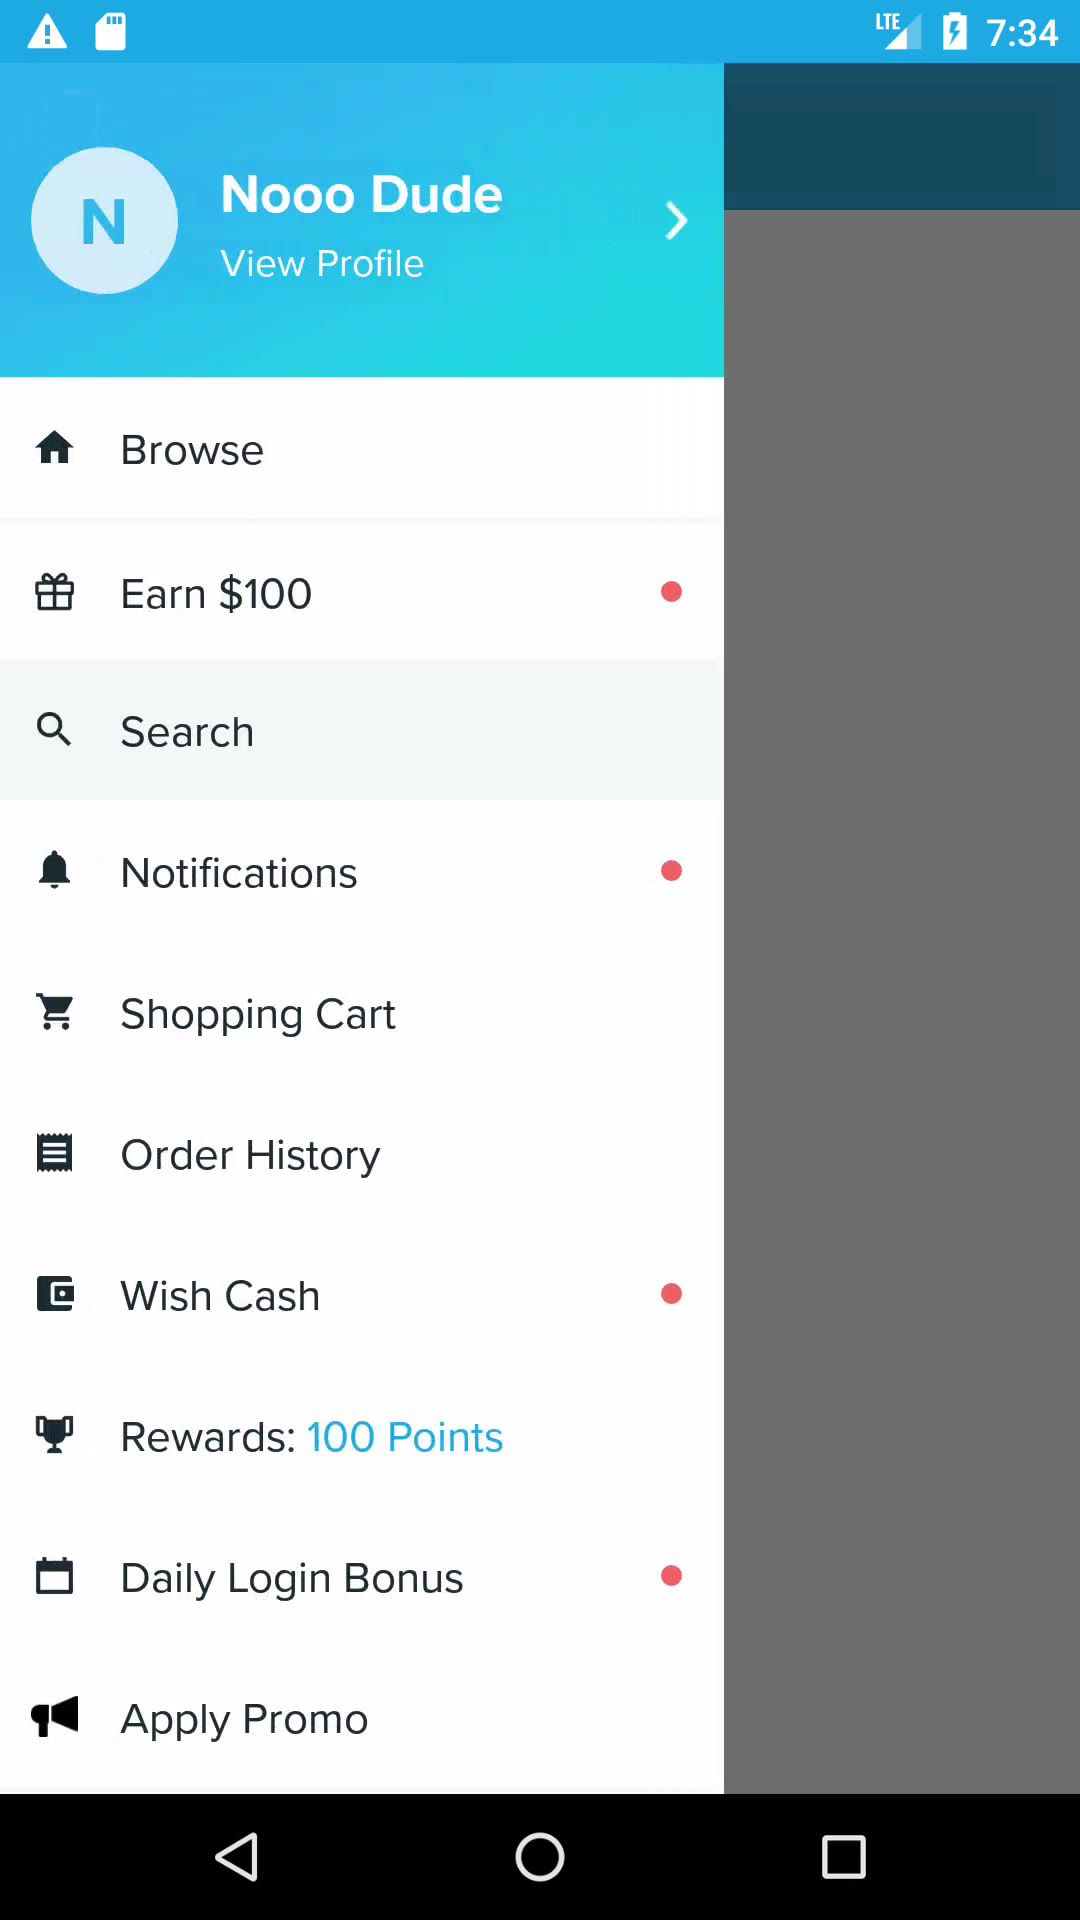 LTE 7:34
N
Nooo Dude
View Profile
Browse
Earn $100
Search
Notifications
Shopping Cart
Order History
Wish Cash
Rewards: 100 Points
Daily Login Bonus
Apply Promo